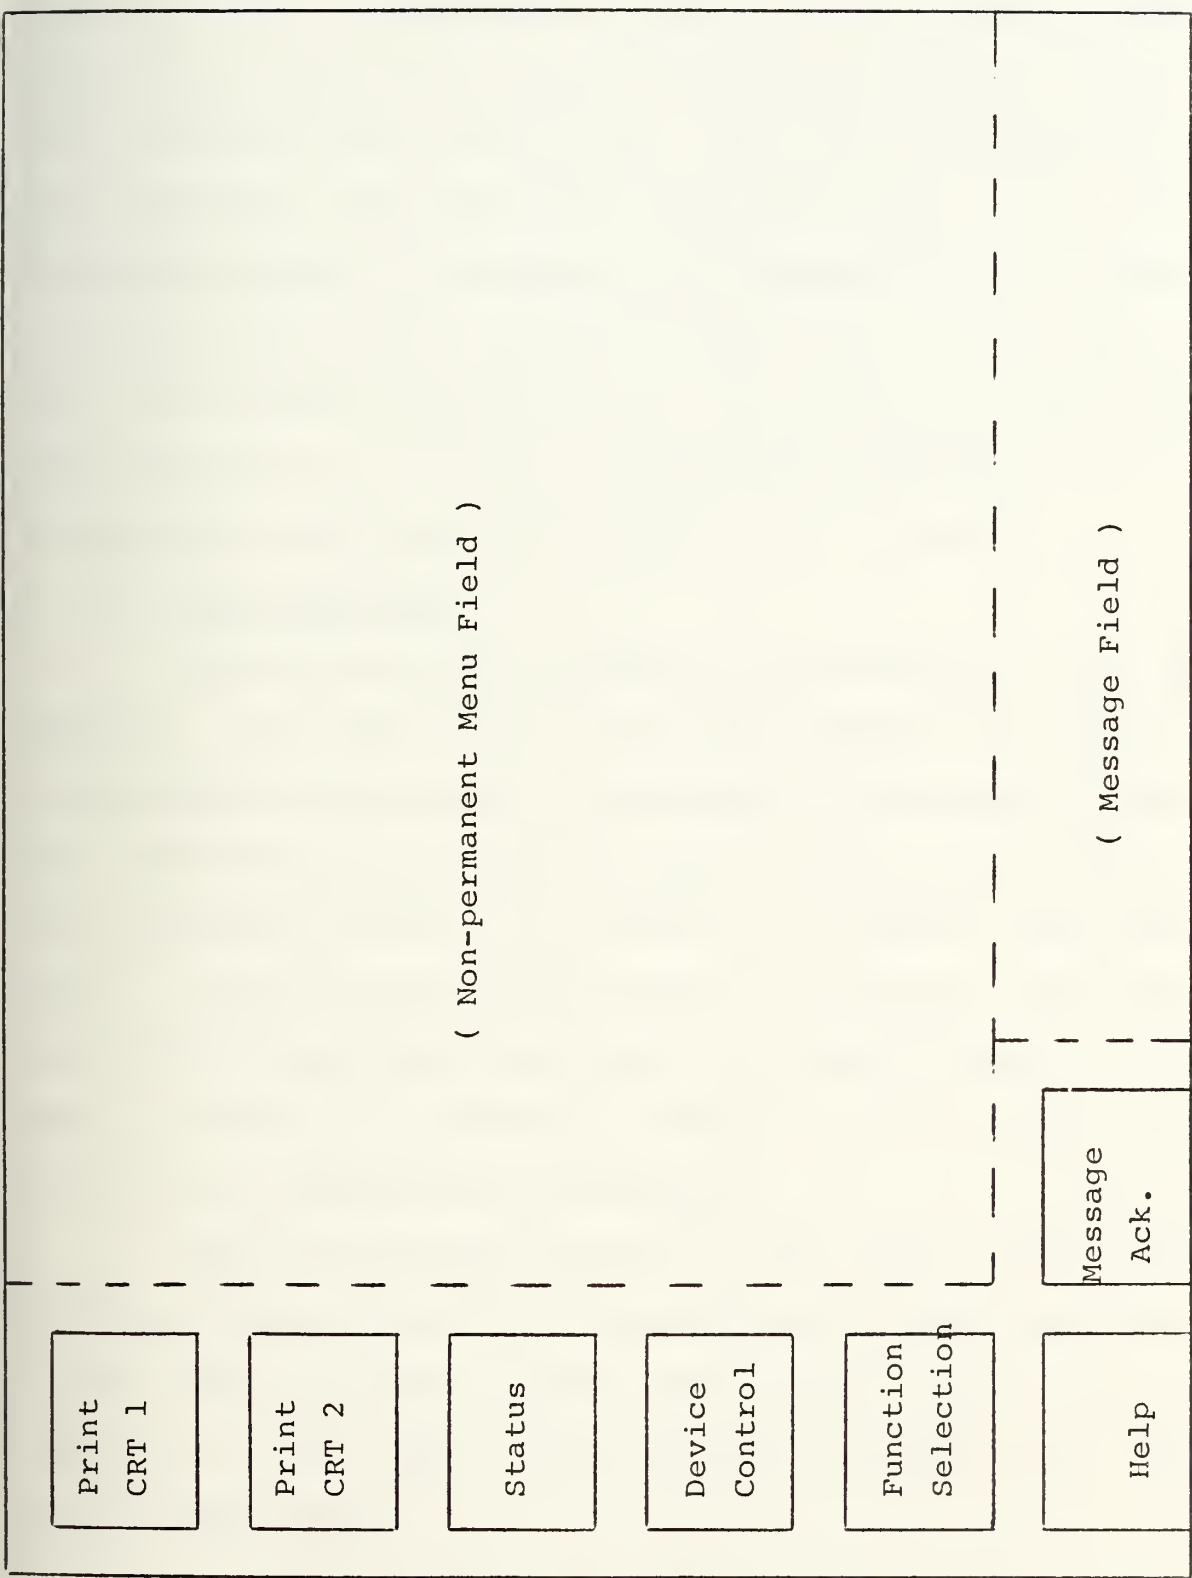 Print
CRT 1
Print
CRT 2
( Non-permanent Menu Field )
Status
Device
Control
Function
Selection
Message
Ack.
( Message Field )
Help